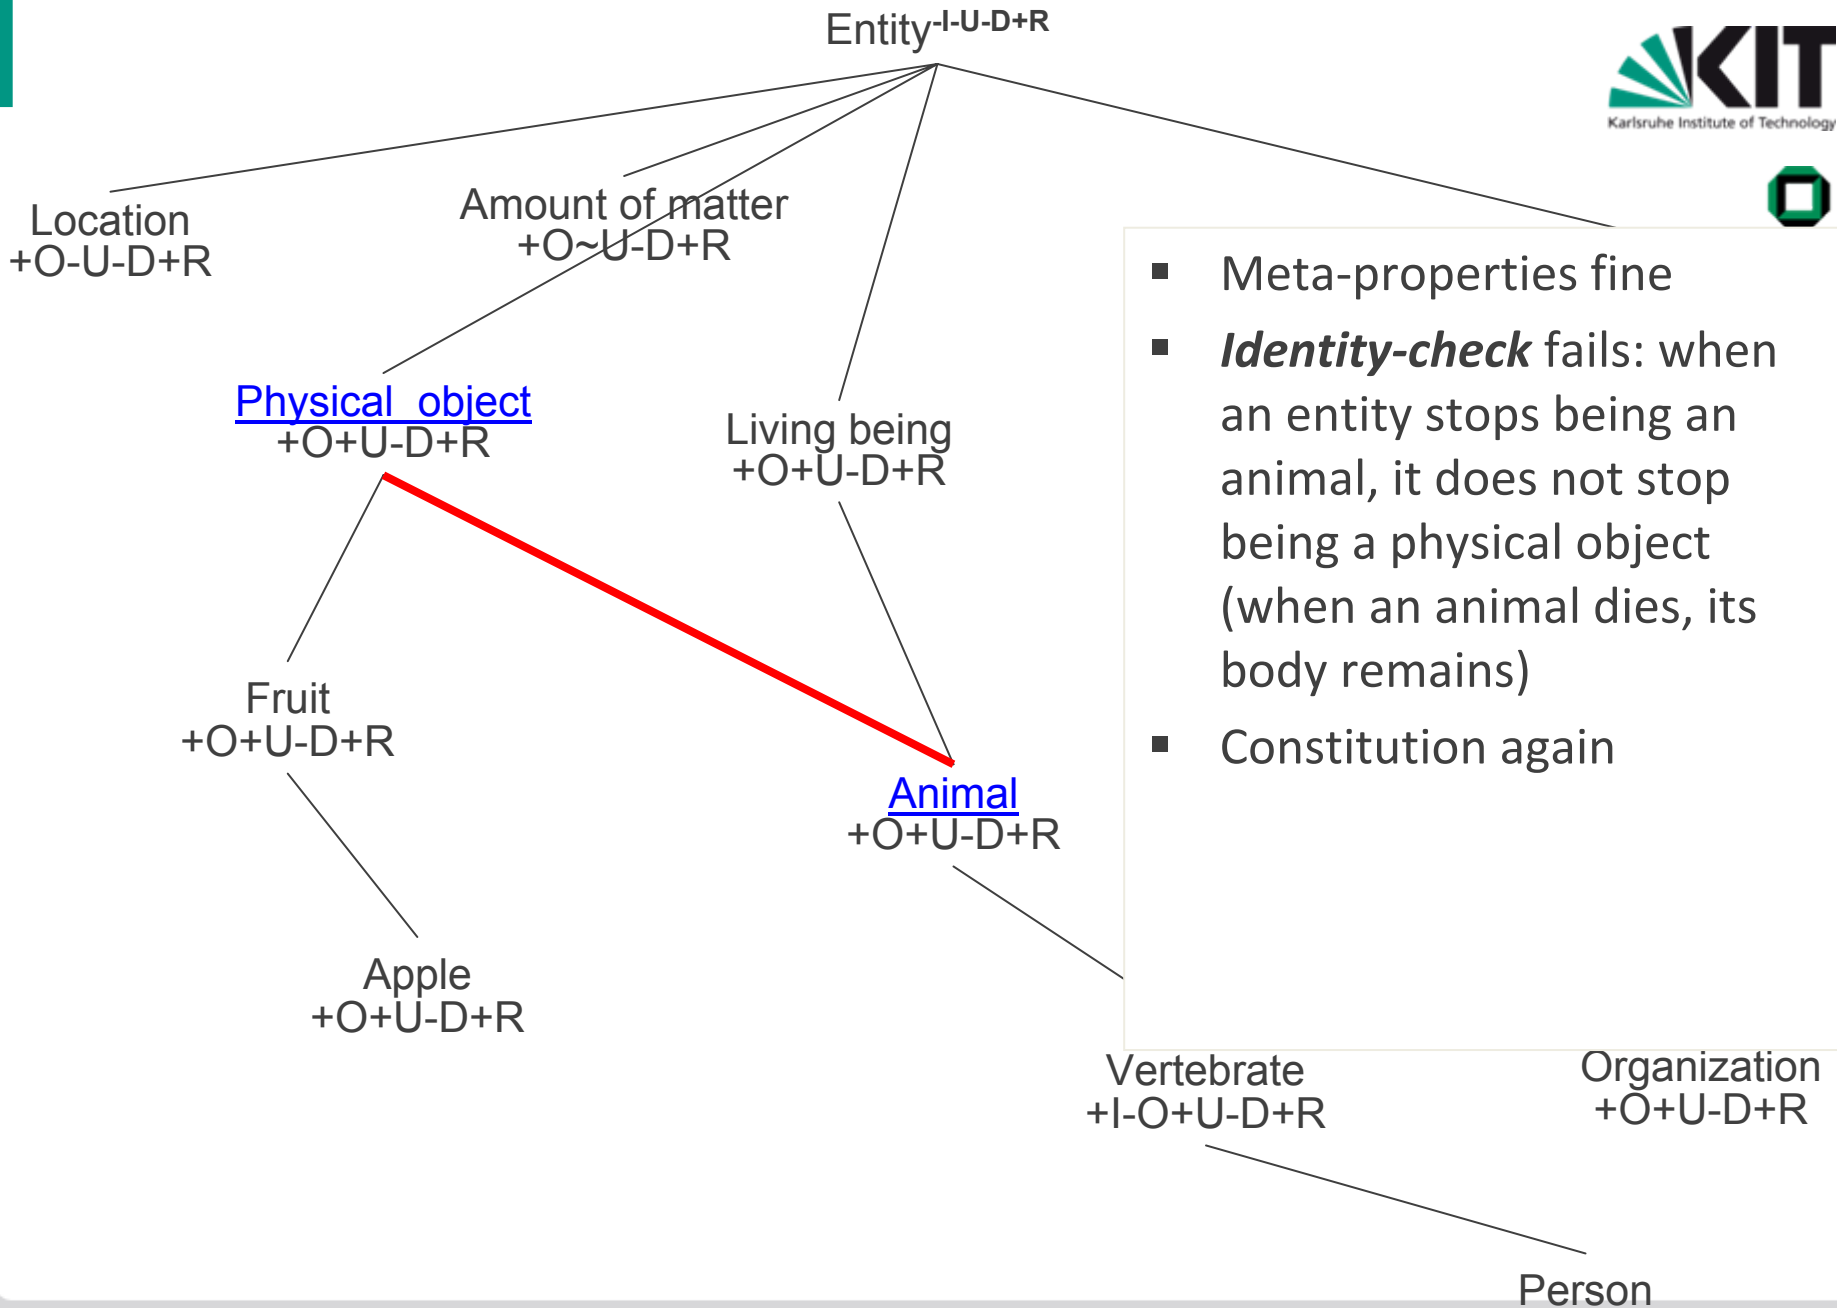 Entity-I-U-D+R
KIT
Karlsruhe Institute of Technology
Location
+O-U-D+R
Amount of matter
+O~U-D+R
Physical object
+O+U-D+R
Living being
+O+U-D+R
Fruit
+O+U-D+R
Animal
+O+U-D+R
Apple
+O+U-D+R
▪ Meta-properties fine
▪ Identity-check fails: when
an entity stops being an
animal, it does not stop
being a physical object
(when an animal dies, its
body remains)
▪ Constitution again
Vertebrate
+I-O+U-D+R
Organization
+O+U-D+R
Person